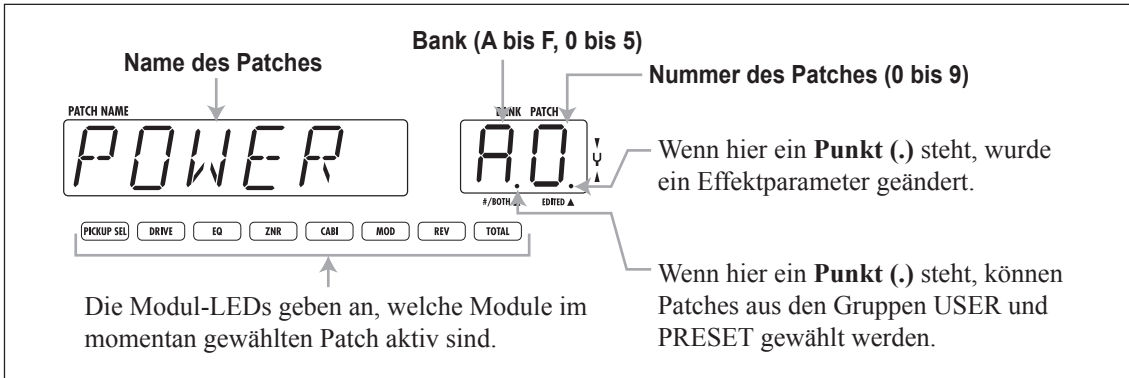 Bank (A bis F, 0 bis 5)
Name des Patches
Nummer des Patches (0 bis 9)
PATCH NAME
BANK PATCH
POWER
A.0.
#/BOTH ▲ EDITED ▲
Wenn hier ein Punkt (.) steht, wurde
ein Effektparameter geändert.
PICKUP SEL DRIVE EQ ZNR CABI MOD REV TOTAL
Wenn hier ein Punkt (.) steht, können
Patches aus den Gruppen USER und
PRESET gewählt werden.
Die Modul-LEDs geben an, welche Module im
momentan gewählten Patch aktiv sind.